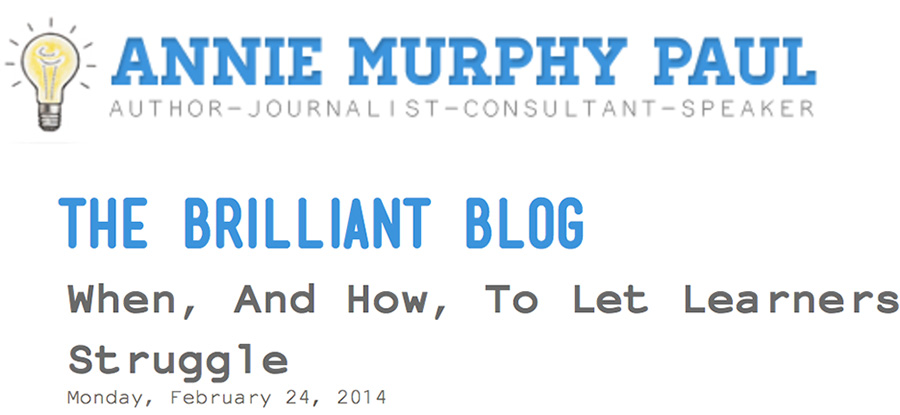 ANNIE MURPHY PAUL
AUTHOR—JOURNALIST—CONSULTANT—SPEAKER
THE BRILLIANT BLOG
When, And How, To Let Learners
Struggle
Monday, February 24, 2014